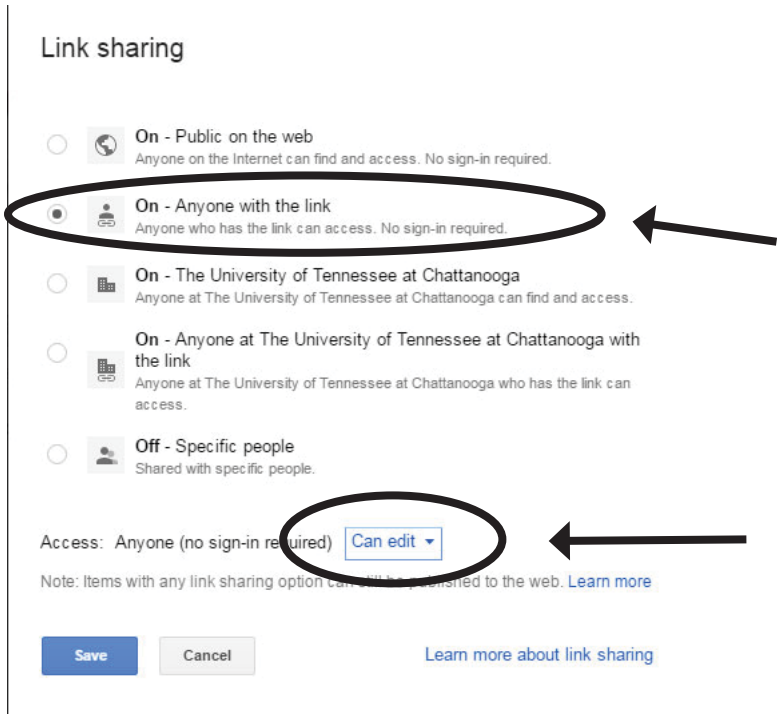 Link sharing
On - Public on the web
Anyone on the Internet can find and access. No sign-in required.
On - Anyone with the link
Anyone who has the link can access. No sign-in required.
On - The University of Tennessee at Chattanooga
Anyone at The University of Tennessee at Chattanooga can find and access.
On - Anyone at The University of Tennessee at Chattanooga with
the link
Anyone at The University of Tennessee at Chattanooga who has the link can
access.
Off - Specific people
Shared with specific people.
Access: Anyone (no sign-in required) Can edit
Note: Items with any link sharing option can still be published to the web. Learn more
Save Cancel Learn more about link sharing